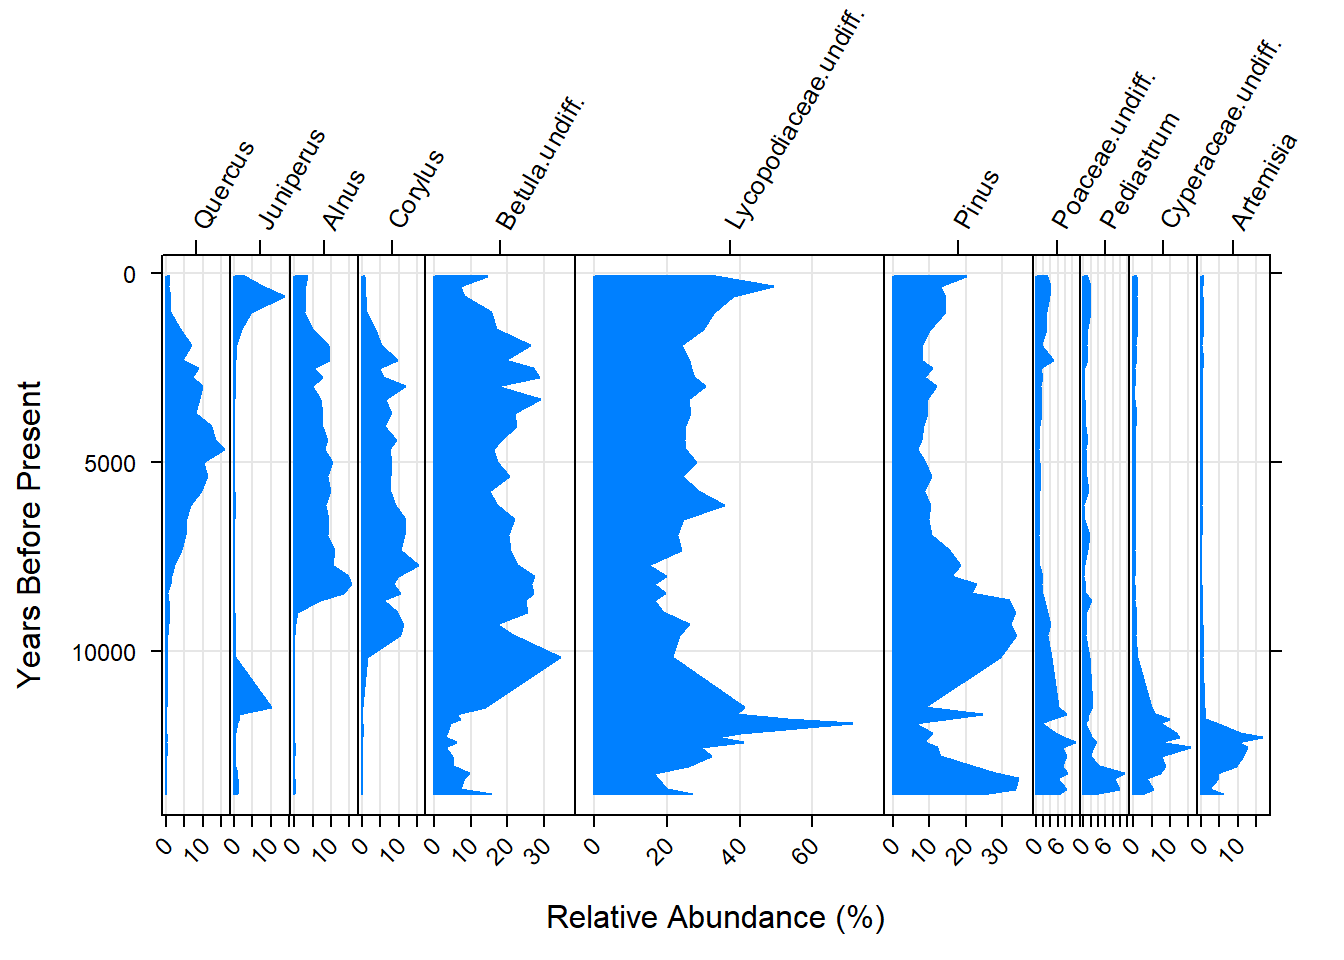 Quercus
Juniperus
Alnus
Corylus
Betula.undiff.
Lycopodiaceae.undiff.
Pinus
Poaceae.undiff.
Pediastrum
Cyperaceae.undiff.
Artemisia
0
5000
10000
Years Before Present
0 10 0 10 0 10 0 10 0 10 20 30 0 20 40 60 0 10 20 30 0 6 0 6 0 10 0 10
Relative Abundance (%)